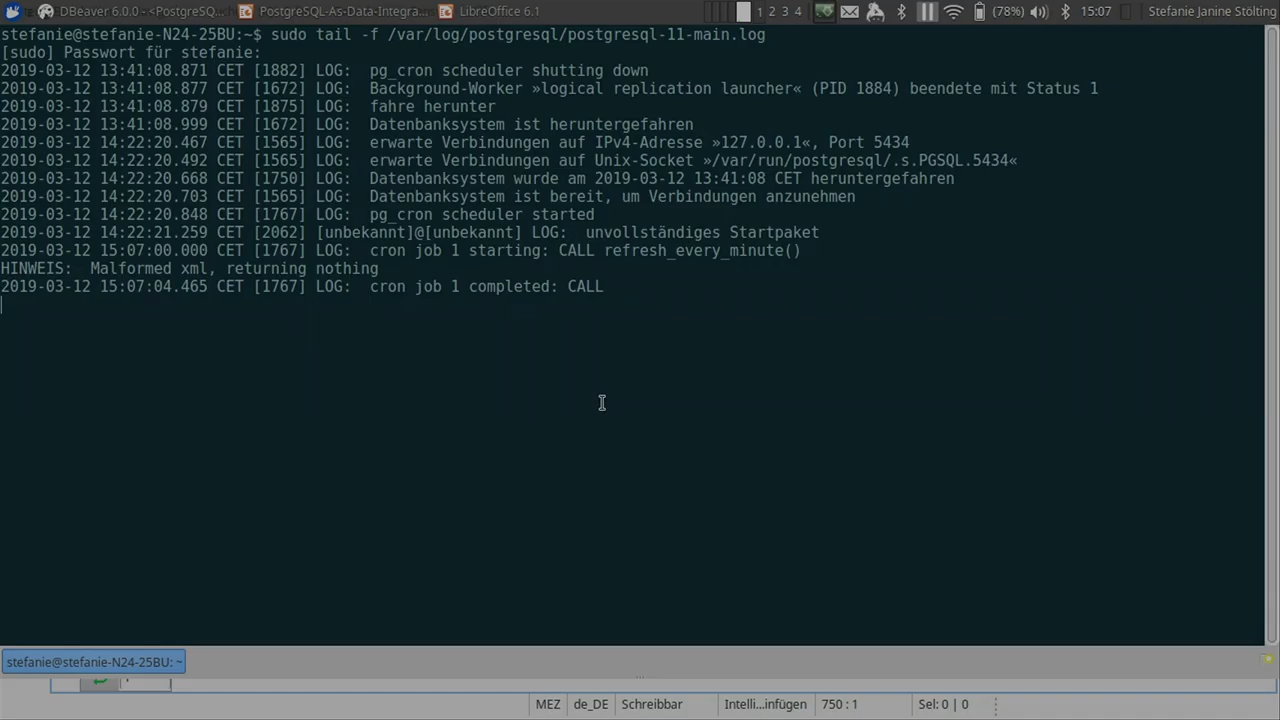 DBeaver 6.0.0 - <PostgreSQ... PostgreSQL-As-Data-Integra... LibreOffice 6.1 1 2 3 4 (78%) 15:07 Stefanie Janine Stölting
stefanie@stefanie-N24-25BU:~$ sudo tail -f /var/log/postgresql/postgresql-11-main.log
[sudo] Passwort für stefanie:
2019-03-12 13:41:08.871 CET [1882] LOG:  pg_cron scheduler shutting down
2019-03-12 13:41:08.877 CET [1672] LOG:  Background-Worker »logical replication launcher« (PID 1884) beendete mit Status 1
2019-03-12 13:41:08.879 CET [1875] LOG:  fahre herunter
2019-03-12 13:41:08.999 CET [1672] LOG:  Datenbanksystem ist heruntergefahren
2019-03-12 14:22:20.467 CET [1565] LOG:  erwarte Verbindungen auf IPv4-Adresse »127.0.0.1«, Port 5434
2019-03-12 14:22:20.492 CET [1565] LOG:  erwarte Verbindungen auf Unix-Socket »/var/run/postgresql/.s.PGSQL.5434«
2019-03-12 14:22:20.668 CET [1750] LOG:  Datenbanksystem wurde am 2019-03-12 13:41:08 CET heruntergefahren
2019-03-12 14:22:20.703 CET [1565] LOG:  Datenbanksystem ist bereit, um Verbindungen anzunehmen
2019-03-12 14:22:20.848 CET [1767] LOG:  pg_cron scheduler started
2019-03-12 14:22:21.259 CET [2062] [unbekannt]@[unbekannt] LOG:  unvollständiges Startpaket
2019-03-12 15:07:00.000 CET [1767] LOG:  cron job 1 starting: CALL refresh_every_minute()
HINWEIS:  Malformed xml, returning nothing
2019-03-12 15:07:04.465 CET [1767] LOG:  cron job 1 completed: CALL
stefanie@stefanie-N24-25BU: ~
MEZ de_DE Schreibbar Intelli...infügen 750 : 1 Sel: 0 | 0